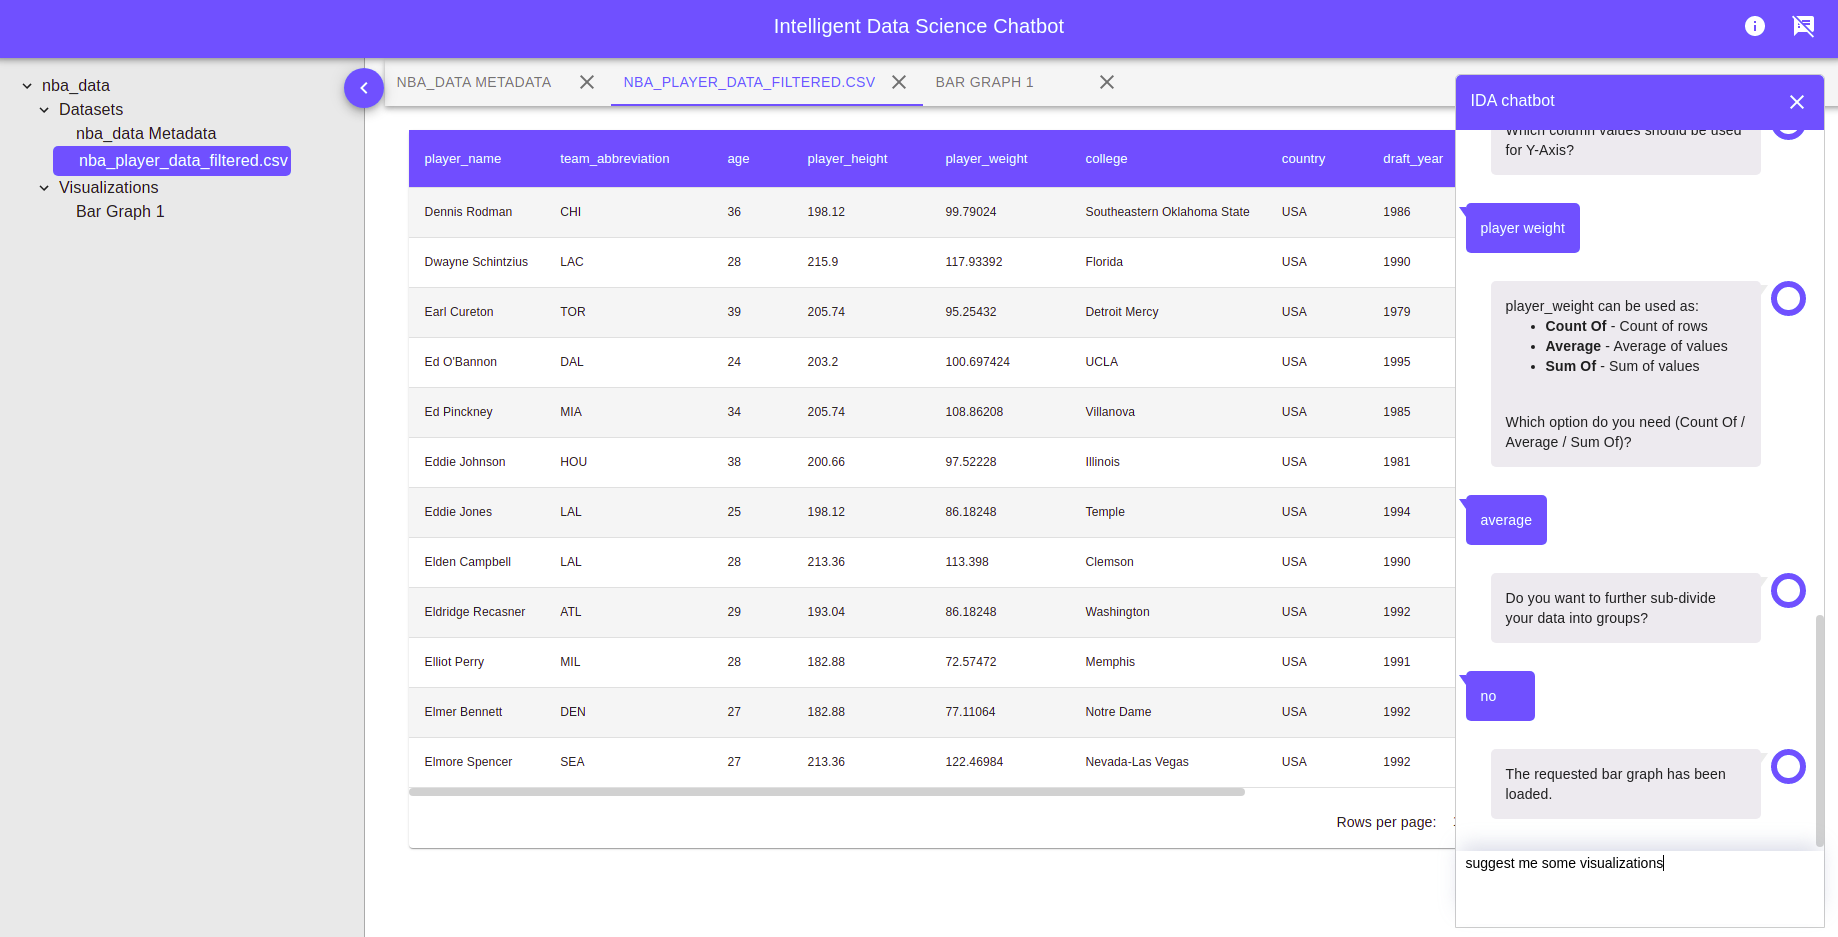 Intelligent Data Science Chatbot
nba_data
Datasets
nba_data Metadata
nba_player_data_filtered.csv
Visualizations
Bar Graph 1
NBA_DATA METADATA
NBA_PLAYER_DATA_FILTERED.CSV
BAR GRAPH 1
player_name team_abbreviation age player_height player_weight college country draft_year
Dennis Rodman CHI 36 198.12 99.79024 Southeastern Oklahoma State USA 1986
Dwayne Schintzius LAC 28 215.9 117.93392 Florida USA 1990
Earl Cureton TOR 39 205.74 95.25432 Detroit Mercy USA 1979
Ed O'Bannon DAL 24 203.2 100.697424 UCLA USA 1995
Ed Pinckney MIA 34 205.74 108.86208 Villanova USA 1985
Eddie Johnson HOU 38 200.66 97.52228 Illinois USA 1981
Eddie Jones LAL 25 198.12 86.18248 Temple USA 1994
Elden Campbell LAL 28 213.36 113.398 Clemson USA 1990
Eldridge Recasner ATL 29 193.04 86.18248 Washington USA 1992
Elliot Perry MIL 28 182.88 72.57472 Memphis USA 1991
Elmer Bennett DEN 27 182.88 77.11064 Notre Dame USA 1992
Elmore Spencer SEA 27 213.36 122.46984 Nevada-Las Vegas USA 1992
Rows per page:
IDA chatbot
Which column values should be used
for Y-Axis?
player weight
player_weight can be used as:
• Count Of - Count of rows
• Average - Average of values
• Sum Of - Sum of values
Which option do you need (Count Of /
Average / Sum Of)?
average
Do you want to further sub-divide
your data into groups?
no
The requested bar graph has been
loaded.
suggest me some visualizations